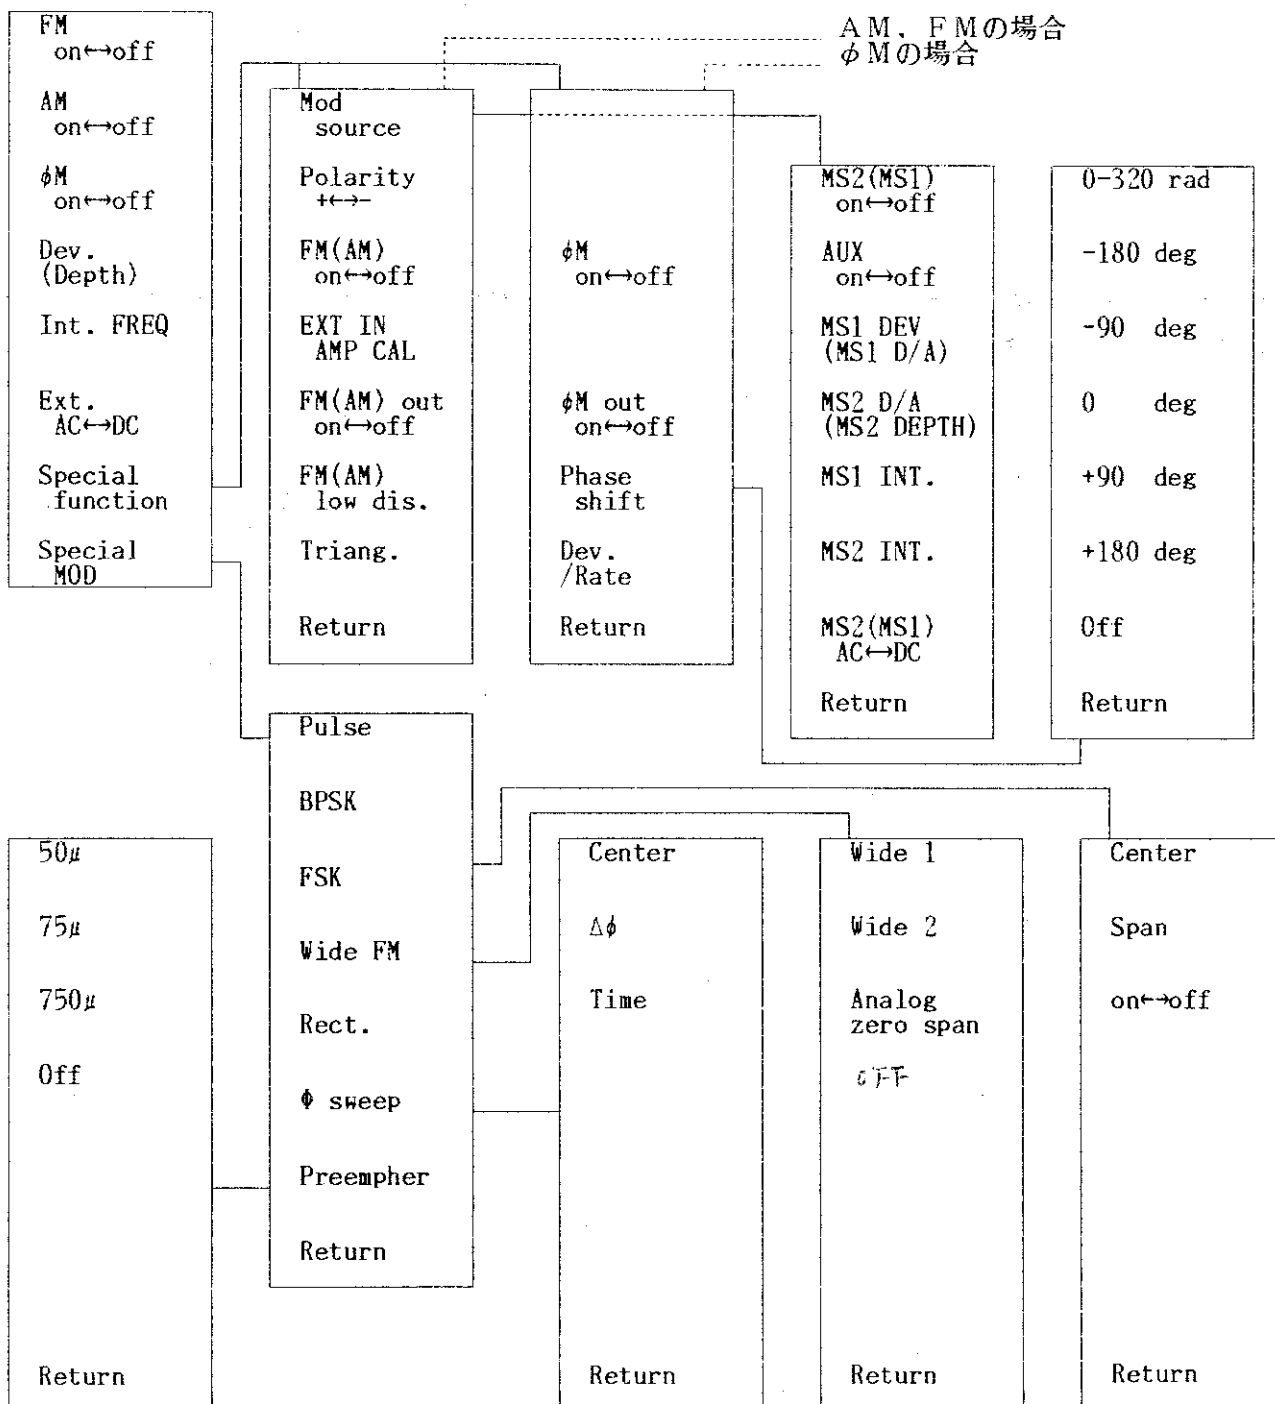 FM
on↔off
AM
on↔off
φM
on↔off
Dev.
(Depth)
Int. FREQ
Ext.
AC↔DC
Special
function
Special
MOD
AM，FMの場合
φMの場合
Mod
source
Polarity
+↔-
FM(AM)
on↔off
EXT IN
AMP CAL
FM(AM) out
on↔off
FM(AM)
low dis.
Triang.
Return
φM
on↔off
φM out
on↔off
Phase
shift
Dev.
/Rate
Return
MS2(MS1)
on↔off
AUX
on↔off
MS1 DEV
(MS1 D/A)
MS2 D/A
(MS2 DEPTH)
MS1 INT.
MS2 INT.
MS2(MS1)
AC↔DC
Return
0-320 rad
-180 deg
-90 deg
0 deg
+90 deg
+180 deg
Off
Return
Pulse
BPSK
FSK
Wide FM
Rect.
Φ sweep
Preempher
Return
50μ
75μ
750μ
Off
Return
Center
Δφ
Time
Return
Wide 1
Wide 2
Analog
zero span
OFF
Return
Center
Span
on↔off
Return